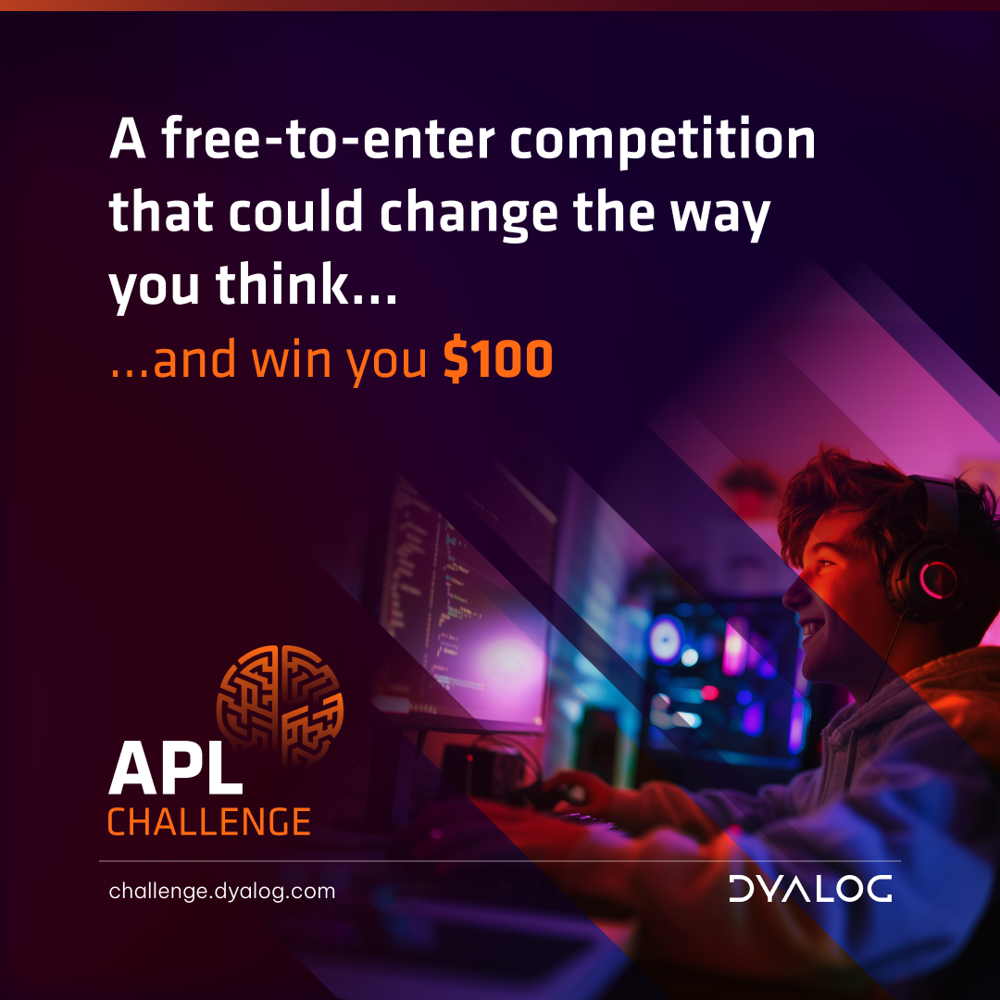 A free-to-enter competition
that could change the way
you think...
...and win you $100
APL
CHALLENGE
challenge.dyalog.com
DYALOG